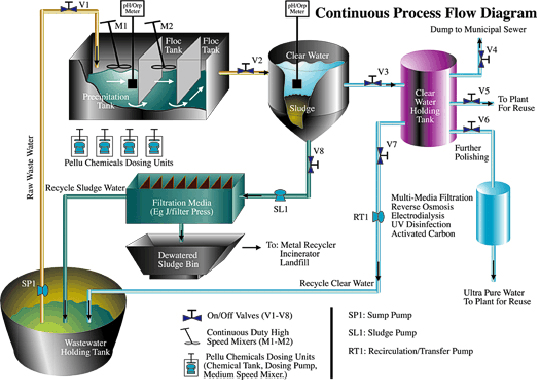 Continuous Process Flow Diagram
V1
pH/Orp
Meter
M1
M2
Floc
Tank
Floc
Tank
Precipitation
Tank
V2
pH/Orp
Meter
Clear Water
Sludge
V3
Dump to Municipal Sewer
V4
Clear
Water
Holding
Tank
V5
To Plant
For Reuse
V6
Further
Polishing
V7
V8
Pellu Chemicals Dosing Units
Raw Waste Water
Recycle Sludge Water
Filtration Media
(Eg J/filter Press)
SL1
RT1
Multi-Media Filtration
Reverse Osmosis
Electrodialysis
UV Disinfection
Activated Carbon
Dewatered
Sludge Bin
To: Metal Recycler
Incinerator
Landfill
Recycle Clear Water
Ultra Pure Water
To Plant for Reuse
SP1
Wastewater
Holding Tank
On/Off Valves (V1-V8)
Continuous Duty High
Speed Mixers (M1-M2)
Pellu Chemicals Dosing Units
(Chemical Tank, Dosing Pump,
Medium Speed Mixer.)
SP1: Sump Pump
SL1: Sludge Pump
RT1: Recirculation/Transfer Pump